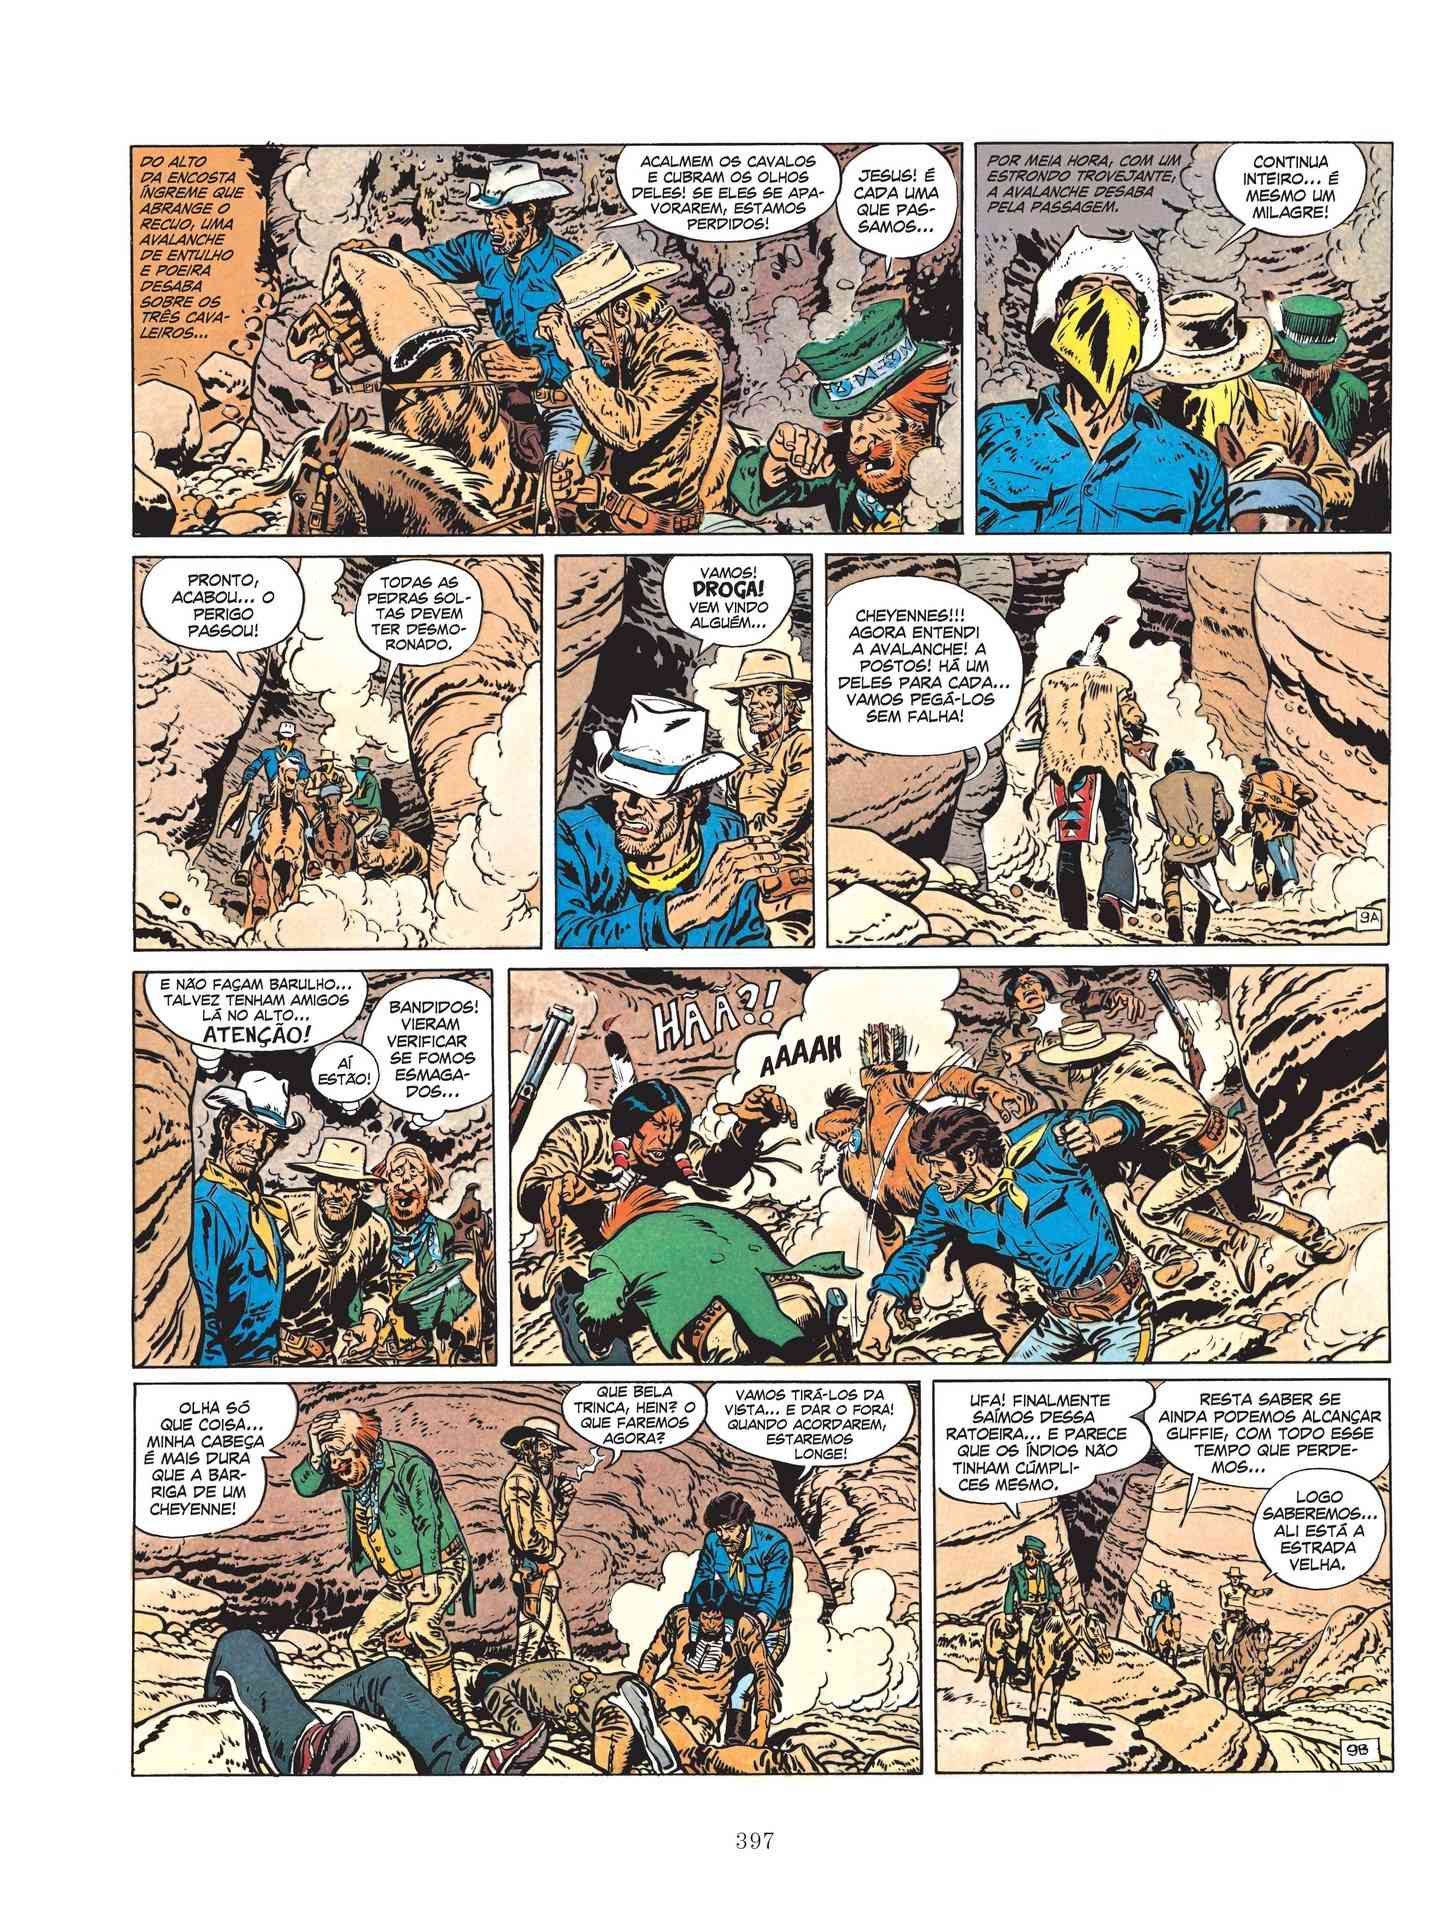 DO ALTO
DA ENCOSTA
ÍNGREME QUE
ABRANGE O
RECUO, UMA
AVALANCHE
DE ENTULHO
E POEIRA
DESABA
SOBRE OS
TRÊS CAVA-
LEIROS...
ACALMEM OS CAVALOS
E CUBRAM OS OLHOS
DELES! SE ELES SE APA-
VORAREM, ESTAMOS
PERDIDOS!
JESUS! É
CADA UMA
QUE PAS-
SAMOS...
POR MEIA HORA, COM UM
ESTRONDO TROVEJANTE,
A AVALANCHE DESABA
PELA PASSAGEM.
CONTINUA
INTEIRO... É
MESMO UM
MILAGRE!
PRONTO,
ACABOU... O
PERIGO
PASSOU!
TODAS AS
PEDRAS SOL-
TAS DEVEM
TER DESMO-
RONADO.
VAMOS!
DROGA!
VEM VINDO
ALGUÉM...
CHEYENNES!!!
AGORA ENTENDI
A AVALANCHE! A
POSTOS! HÁ UM
DELES PARA CADA...
VAMOS PEGÁ-LOS
SEM FALHA!
9A
E NÃO FAÇAM BARULHO...
TALVEZ TENHAM AMIGOS
LÁ NO ALTO...
ATENÇÃO!
AÍ
ESTÃO!
BANDIDOS!
VIERAM
VERIFICAR
SE FOMOS
ESMAGA-
DOS...
HÃÃ?!
AAAAH
OLHA SÓ
QUE COISA...
MINHA CABEÇA
É MAIS DURA
QUE A BAR-
RIGA DE UM
CHEYENNE!
QUE BELA
TRINCA, HEIN? O
QUE FAREMOS
AGORA?
VAMOS TIRÁ-LOS DA
VISTA... E DAR O FORA!
QUANDO ACORDAREM,
ESTAREMOS
LONGE!
UFA! FINALMENTE
SAÍMOS DESSA
RATOEIRA... E PARECE
QUE OS ÍNDIOS NÃO
TINHAM CÚMPLI-
CES MESMO.
RESTA SABER SE
AINDA PODEMOS ALCANÇAR
GUFFIE, COM TODO ESSE
TEMPO QUE PERDE-
MOS...
LOGO
SABEREMOS...
ALI ESTÁ A
ESTRADA
VELHA.
9B
397